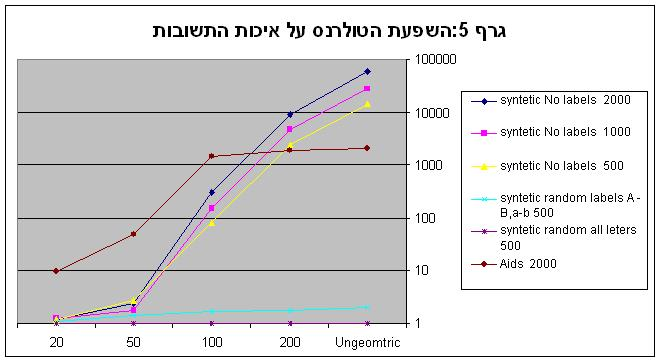 גרף 5:השפעת הטולרנס על איכות התשובות
100000
10000
1000
100
10
1
20 50 100 200 Ungeomtric
syntetic No labels 2000
syntetic No labels 1000
syntetic No labels 500
syntetic random labels A -
B,a-b 500
syntetic random all leters
500
Aids 2000